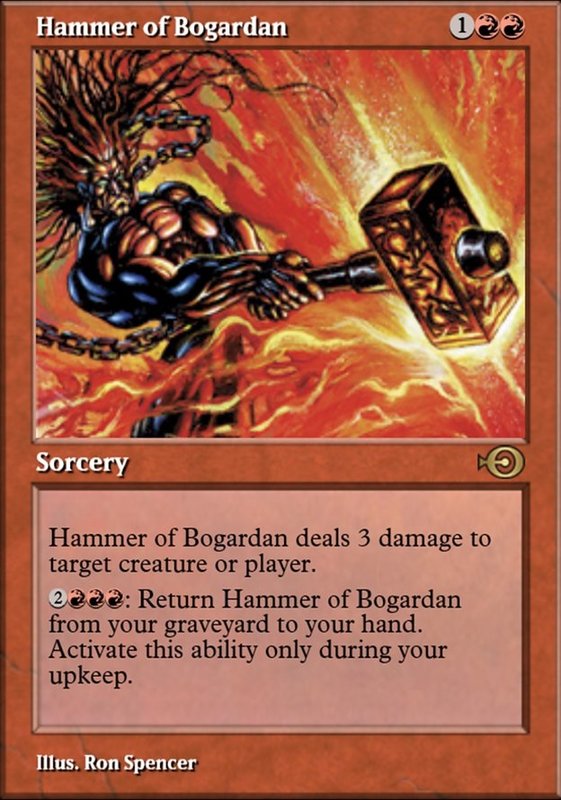 Hammer of Bogardan 1
Sorcery
Hammer of Bogardan deals 3 damage to
target creature or player.
2: Return Hammer of Bogardan
from your graveyard to your hand.
Activate this ability only during your
upkeep.
Illus. Ron Spencer